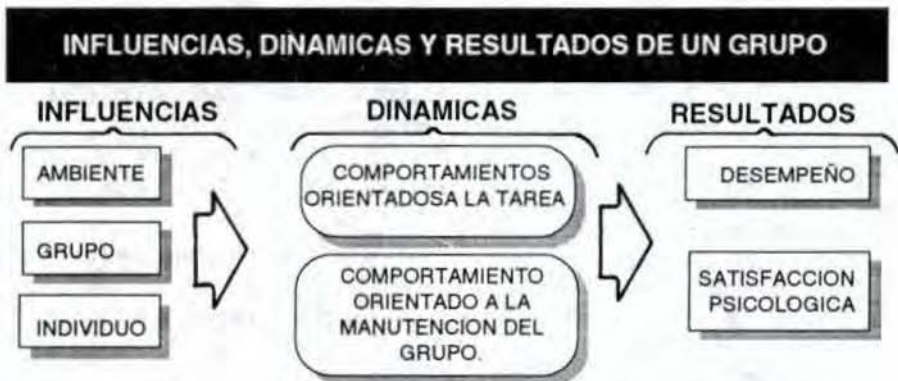 INFLUENCIAS, DINAMICAS Y RESULTADOS DE UN GRUPO
INFLUENCIAS
AMBIENTE
GRUPO
INDIVIDUO
DINAMICAS
COMPORTAMIENTOS
ORIENTADOSA LA TAREA
COMPORTAMIENTO
ORIENTADO A LA
MANUTENCION DEL
GRUPO.
RESULTADOS
DESEMPEÑO
SATISFACCION
PSICOLOGICA